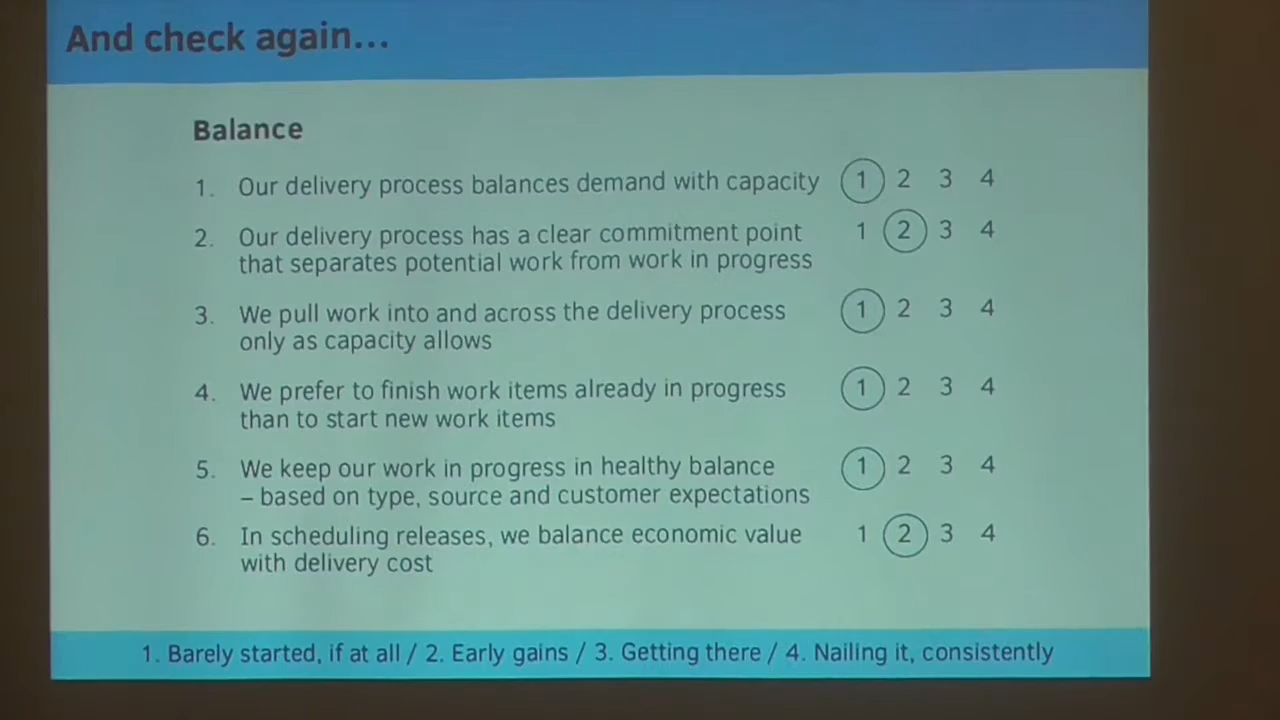 And check again...
Balance
1. Our delivery process balances demand with capacity 1 2 3 4
2. Our delivery process has a clear commitment point 1 2 3 4
that separates potential work from work in progress
3. We pull work into and across the delivery process 1 2 3 4
only as capacity allows
4. We prefer to finish work items already in progress 1 2 3 4
than to start new work items
5. We keep our work in progress in healthy balance 1 2 3 4
– based on type, source and customer expectations
6. In scheduling releases, we balance economic value 1 2 3 4
with delivery cost
1. Barely started, if at all / 2. Early gains / 3. Getting there / 4. Nailing it, consistently